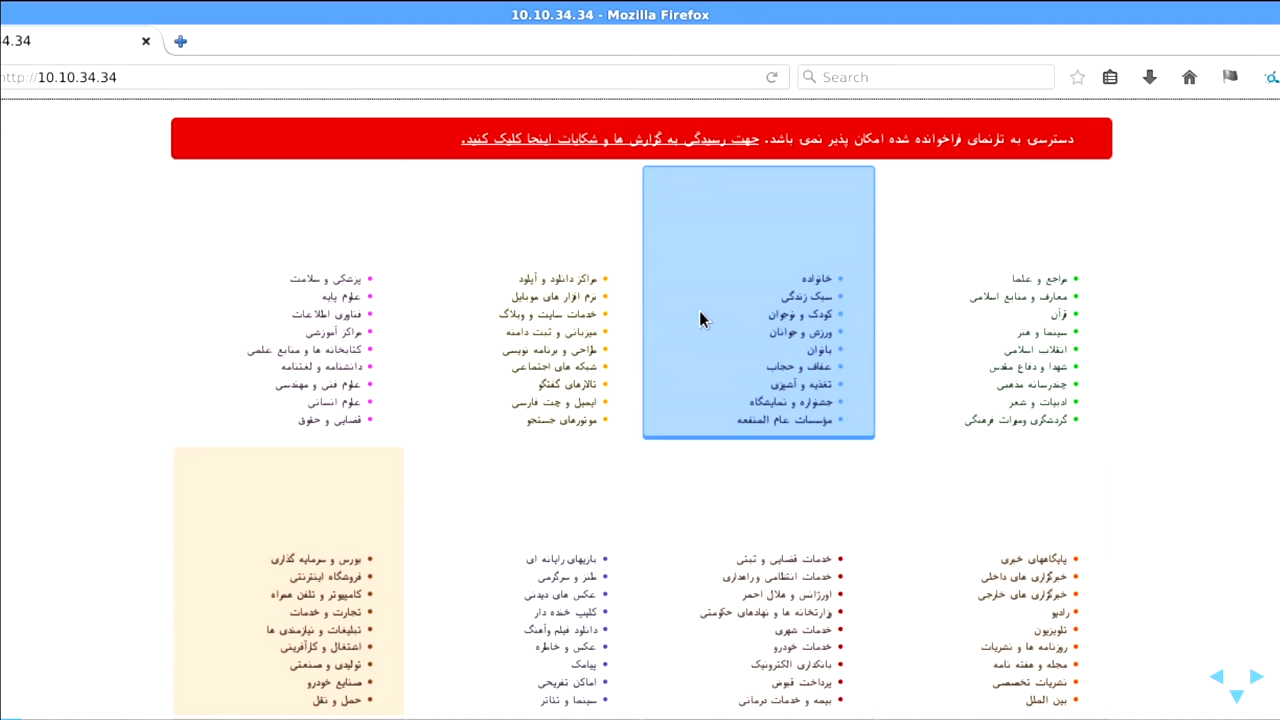 10.10.34.34 - Mozilla Firefox
4.34
http://10.10.34.34
Search
دسترسی به تارنمای فراخوانده شده امکان پذیر نمی باشد. جهت رسیدگی به گزارش ها و شکایات اینجا کلیک کنید.
مراجع و علما
معارف و منابع اسلامی
قرآن
سینما و هنر
انقلاب اسلامی
شهدا و دفاع مقدس
چندرسانه مذهبی
ادبیات و شعر
گردشگری ومیراث فرهنگی
خانواده
سبک زندگی
کودک و نوجوان
ورزش و جوانان
بانوان
عفاف و حجاب
تغذیه و آشپزی
جشنواره و نمایشگاه
مؤسسات عام المنفعه
مراکز دانلود و آپلود
نرم افزار های موبایل
خدمات سایت و وبلاگ
میزبانی و ثبت دامنه
طراحی و برنامه نویسی
شبکه های اجتماعی
تالارهای گفتگو
ایمیل و چت فارسی
موتورهای جستجو
پزشکی و سلامت
علوم پایه
فناوری اطلاعات
مراکز آموزشی
کتابخانه ها و منابع علمی
دانشنامه و لغتنامه
علوم فنی و مهندسی
علوم انسانی
قضایی و حقوق
پایگاههای خبری
خبرگزاری های داخلی
خبرگزاری های خارجی
رادیو
تلویزیون
روزنامه ها و نشریات
مجله و هفته نامه
نشریات تخصصی
بین الملل
خدمات قضایی و ثبتی
خدمات انتظامی و راهداری
اورژانس و هلال احمر
وزارتخانه ها و نهادهای حکومتی
خدمات شهری
خدمات خودرو
بانکداری الکترونیک
پرداخت قبوض
بیمه و خدمات درمانی
بازیهای رایانه ای
طنز و سرگرمی
عکس های دیدنی
کلیپ خنده دار
دانلود فیلم وآهنگ
عکس و خاطره
پیامک
اماکن تفریحی
سینما و تئاتر
بورس و سرمایه گذاری
فروشگاه اینترنتی
کامپیوتر و تلفن همراه
تجارت و خدمات
تبلیغات و نیازمندی ها
اشتغال و کارآفرینی
تولیدی و صنعتی
صنایع خودرو
حمل و نقل